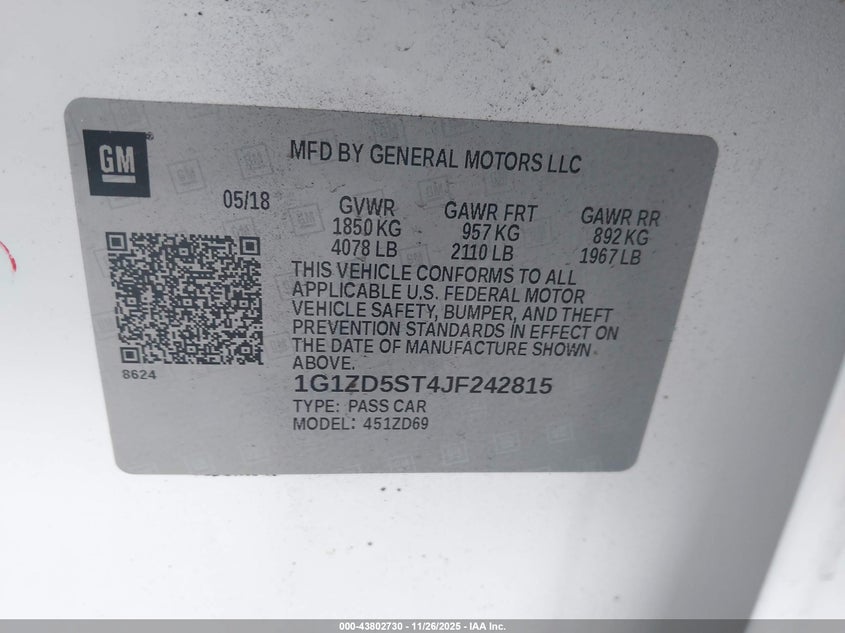 GM
MFD BY GENERAL MOTORS LLC
05/18
GVWR GAWR FRT GAWR RR
1850 KG 957 KG 892 KG
4078 LB 2110 LB 1967 LB
THIS VEHICLE CONFORMS TO ALL
APPLICABLE U.S. FEDERAL MOTOR
VEHICLE SAFETY, BUMPER, AND THEFT
PREVENTION STANDARDS IN EFFECT ON
THE DATE OF MANUFACTURE SHOWN
ABOVE.
8624
1G1ZD5ST4JF242815
TYPE: PASS CAR
MODEL: 451ZD69
000-43802730 - 11/26/2025 - IAA Inc.